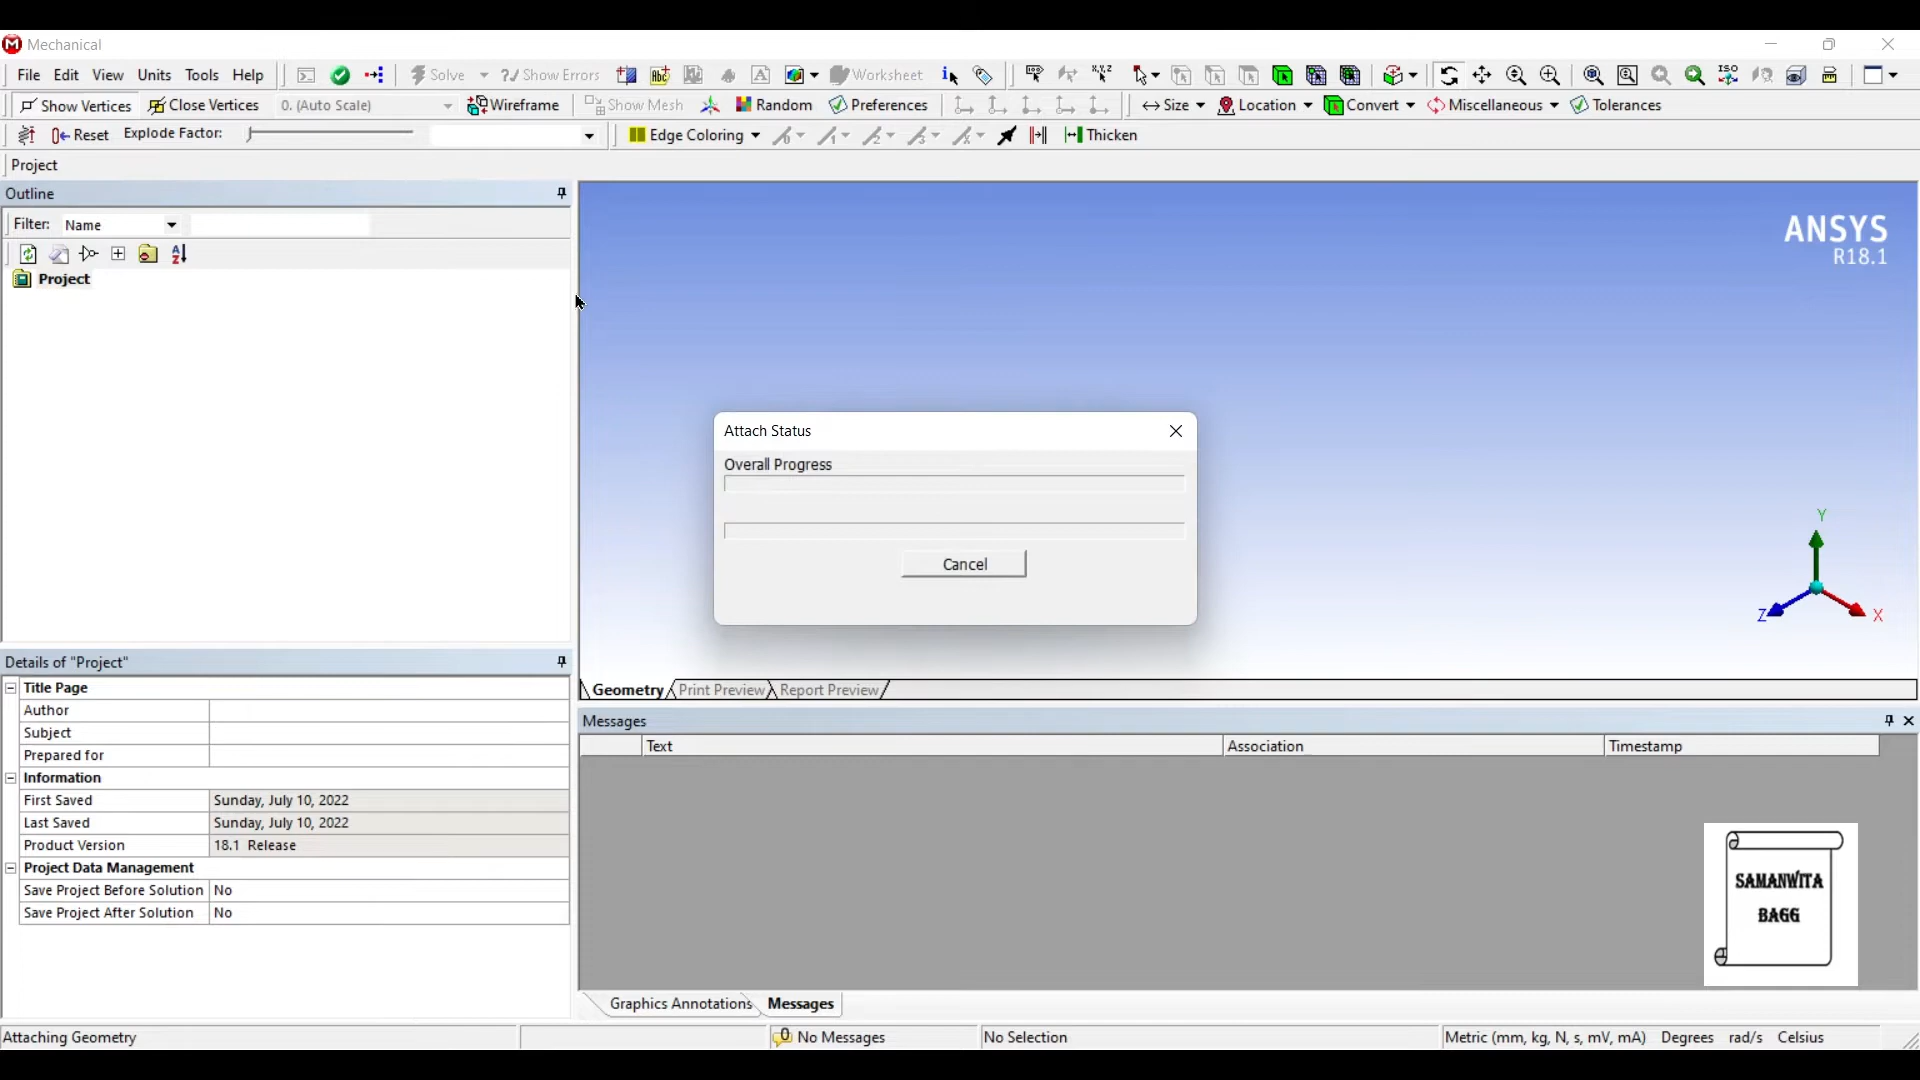 Mechanical
File Edit View Units Tools Help Solve ?/ Show Errors Worksheet
Show Vertices Close Vertices 0. (Auto Scale) Wireframe Show Mesh Random Preferences Size Location Convert Miscellaneous Tolerances
Reset Explode Factor: Edge Coloring Thicken
Project
Outline
Filter: Name
Project
ANSYS
R18.1
Attach Status
Overall Progress
Cancel
Y
Z
X
Geometry Print Preview Report Preview
Details of "Project"
Title Page
Author
Subject
Prepared for
Information
First Saved Sunday, July 10, 2022
Last Saved Sunday, July 10, 2022
Product Version 18.1 Release
Project Data Management
Save Project Before Solution No
Save Project After Solution No
Messages
Text Association Timestamp
SAMANWITA
BAGG
Graphics Annotations Messages
Attaching Geometry 0 No Messages No Selection Metric (mm, kg, N, s, mV, mA) Degrees rad/s Celsius